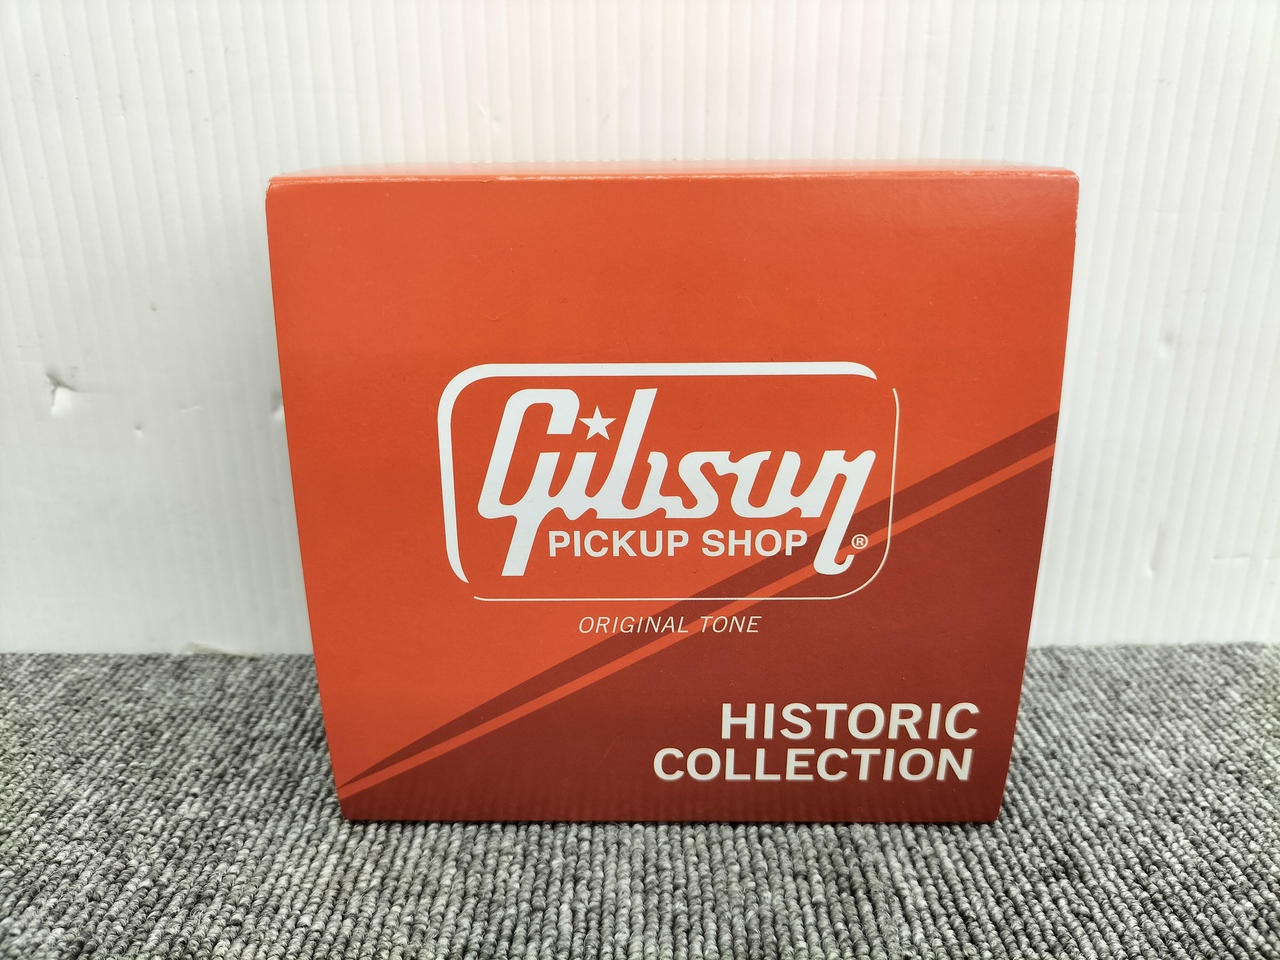 Gibson
PICKUP SHOP ®
ORIGINAL TONE
HISTORIC
COLLECTION